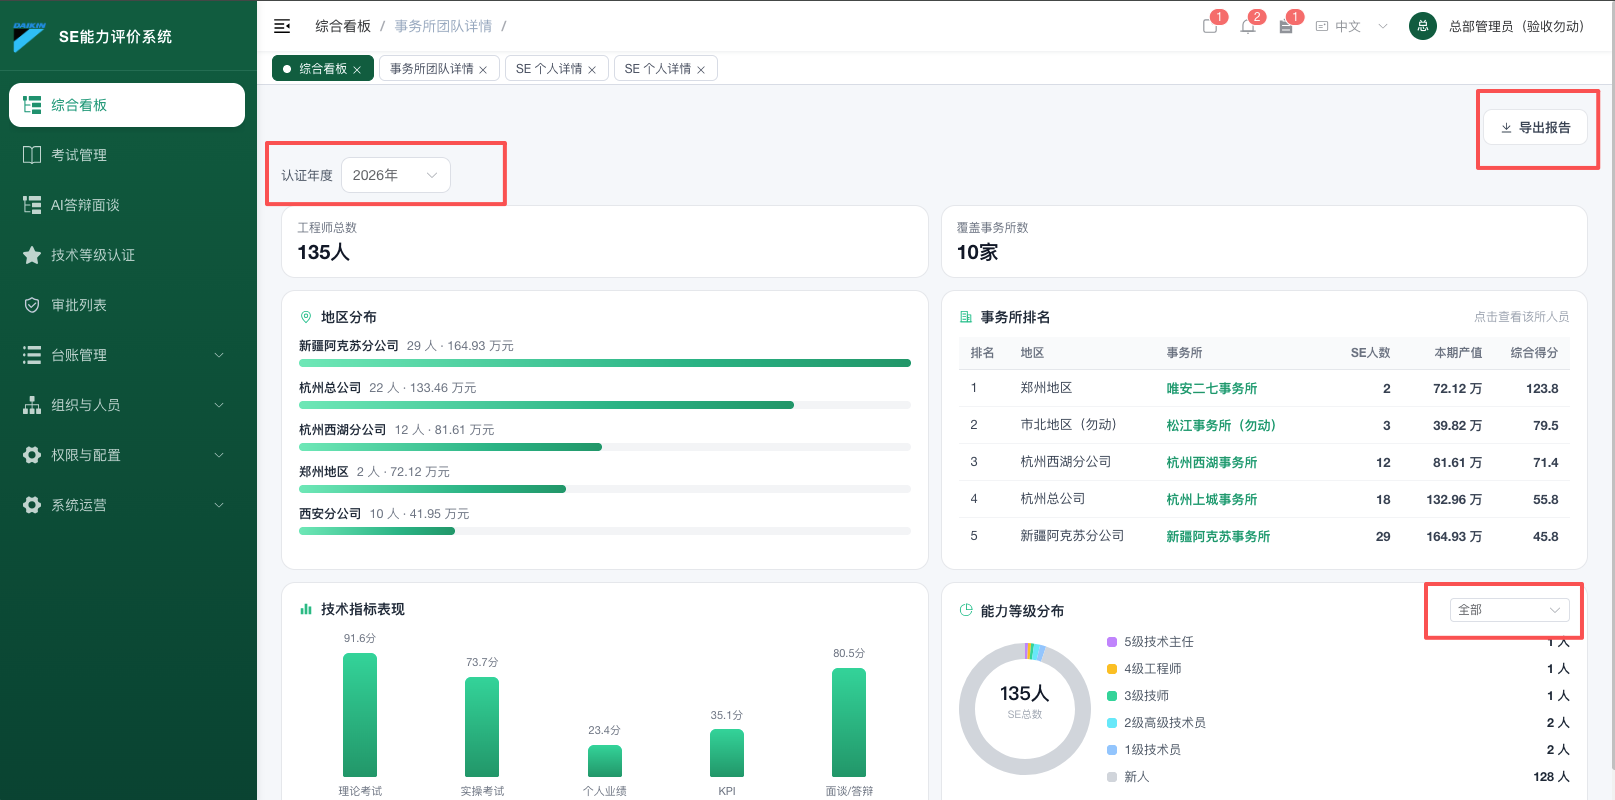 DAIKIN
SE能力评价系统
综合看板
考试管理
AI答辩面谈
技术等级认证
审批列表
台账管理
组织与人员
权限与配置
系统运营
综合看板 / 事务所团队详情 /
1
2
1
中文
总
总部管理员（验收勿动）
综合看板 ×
事务所团队详情 ×
SE 个人详情 ×
SE 个人详情 ×
导出报告
认证年度 2026年
工程师总数
135人
覆盖事务所数
10家
地区分布
新疆阿克苏分公司 29 人 · 164.93 万元
杭州总公司 22 人 · 133.46 万元
杭州西湖分公司 12 人 · 81.61 万元
郑州地区 2 人 · 72.12 万元
西安分公司 10 人 · 41.95 万元
事务所排名 点击查看该所人员
排名 地区 事务所 SE人数 本期产值 综合得分
1 郑州地区 唯安二七事务所 2 72.12 万 123.8
2 市北地区（勿动） 松江事务所（勿动） 3 39.82 万 79.5
3 杭州西湖分公司 杭州西湖事务所 12 81.61 万 71.4
4 杭州总公司 杭州上城事务所 18 132.96 万 55.8
5 新疆阿克苏分公司 新疆阿克苏事务所 29 164.93 万 45.8
技术指标表现
91.6分
73.7分
23.4分
35.1分
80.5分
理论考试 实操考试 个人业绩 KPI 面谈/答辩
能力等级分布 全部
135人
SE总数
5级技术主任 1 人
4级工程师 1 人
3级技师 1 人
2级高级技术员 2 人
1级技术员 2 人
新人 128 人